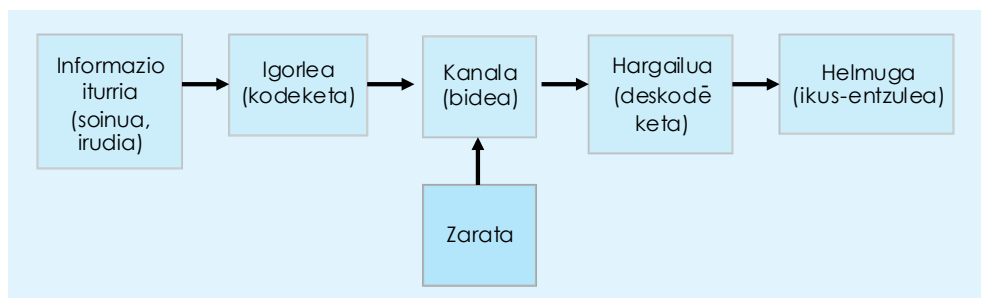 Informazio
iturria
(soinua,
irudia)
Igorlea
(kodeketa)
Kanala
(bidea)
Hargailua
(deskodē
keta)
Helmuga
(ikus-entzulea)
Zarata